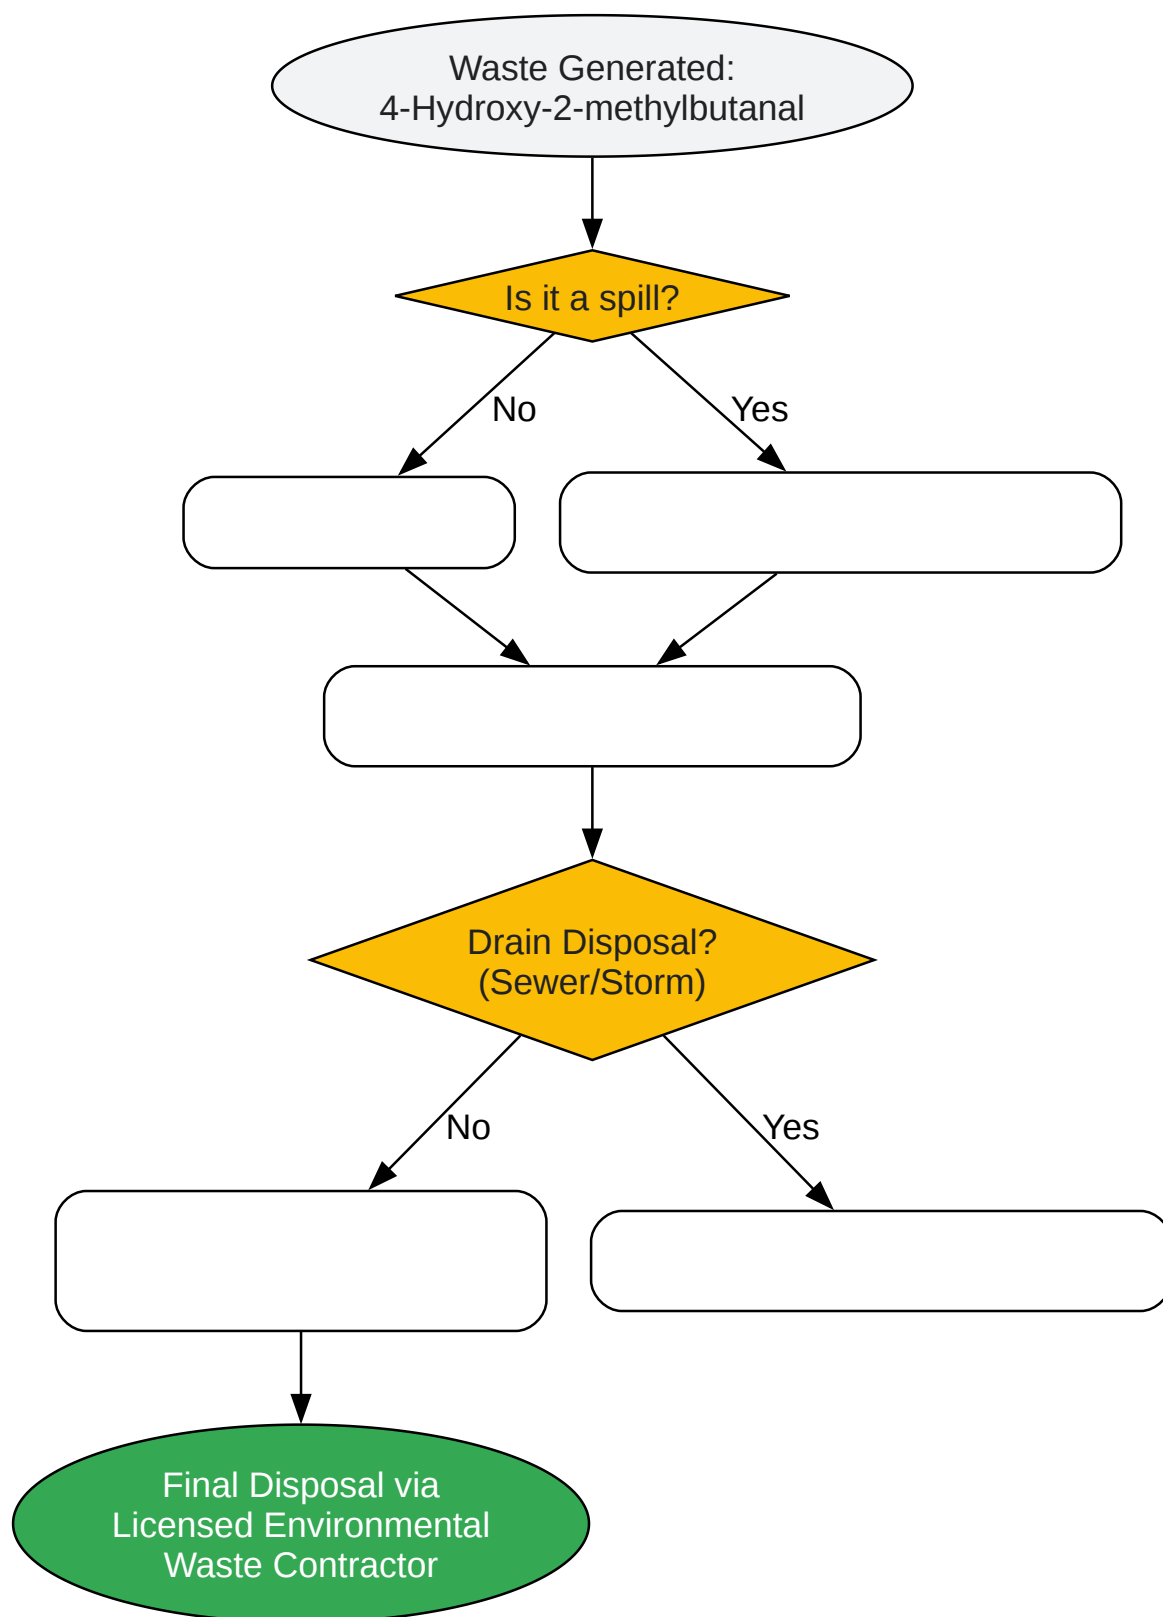 Waste Generated:
4-Hydroxy-2-methylbutanal
Is it a spill?
No
Yes
Drain Disposal?
(Sewer/Storm)
No
Yes
Final Disposal via
Licensed Environmental
Waste Contractor